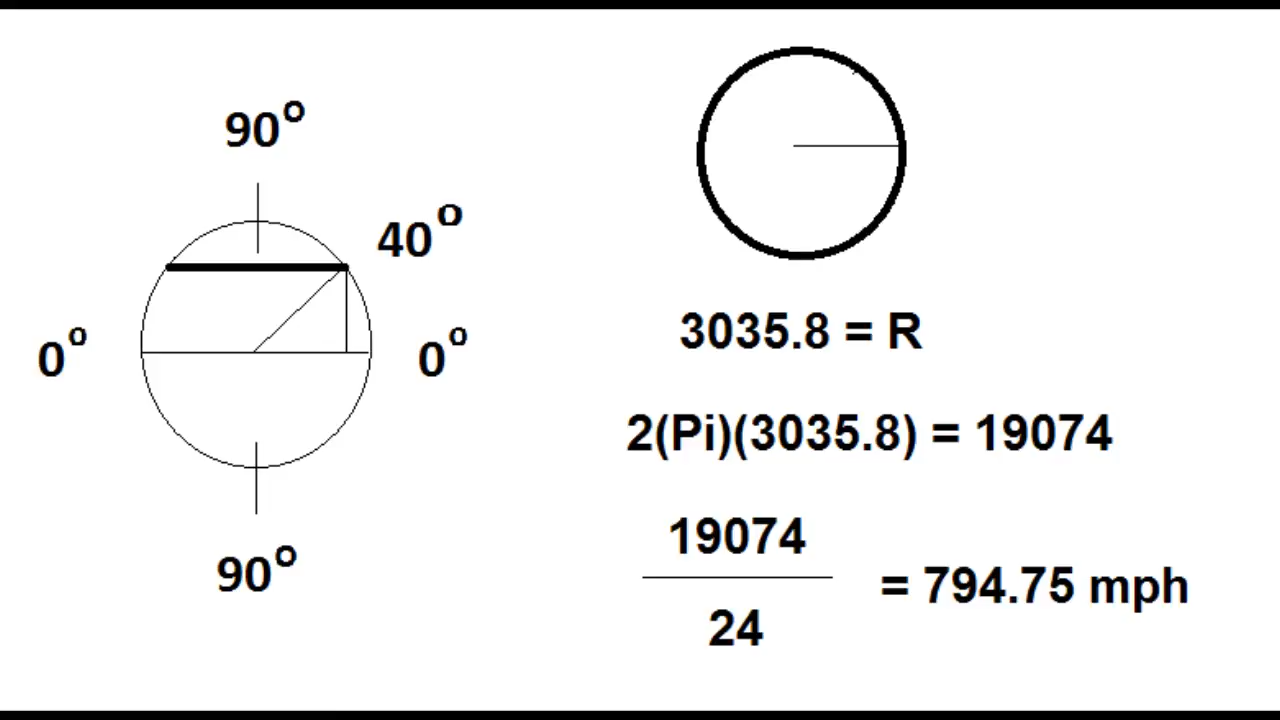 90°
40°
0°
0°
90°
3035.8 = R
2(Pi)(3035.8) = 19074
19074
24
= 794.75 mph